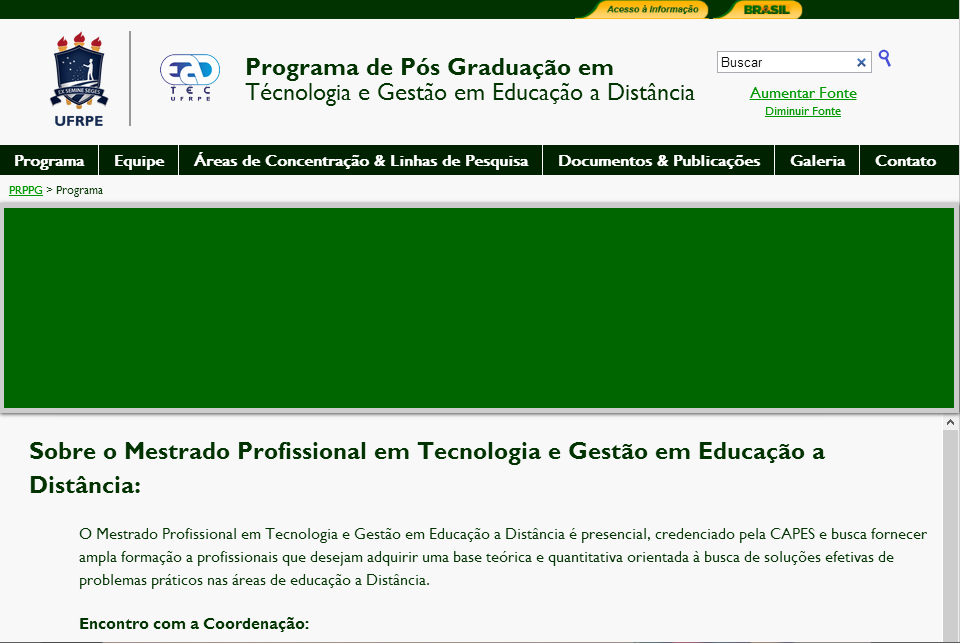 Acesso à Informação BRASIL
EX SEMINE SEGES
UFRPE
EAD
TEC
UFRPE
Programa de Pós Graduação em
Técnologia e Gestão em Educação a Distância
Buscar ×
Aumentar Fonte
Diminuir Fonte
Programa Equipe Áreas de Concentração & Linhas de Pesquisa Documentos & Publicações Galeria Contato
PRPPG > Programa
Sobre o Mestrado Profissional em Tecnologia e Gestão em Educação a
Distância:
O Mestrado Profissional em Tecnologia e Gestão em Educação a Distância é presencial, credenciado pela CAPES e busca fornecer
ampla formação a profissionais que desejam adquirir uma base teórica e quantitativa orientada à busca de soluções efetivas de
problemas práticos nas áreas de educação a Distância.
Encontro com a Coordenação: